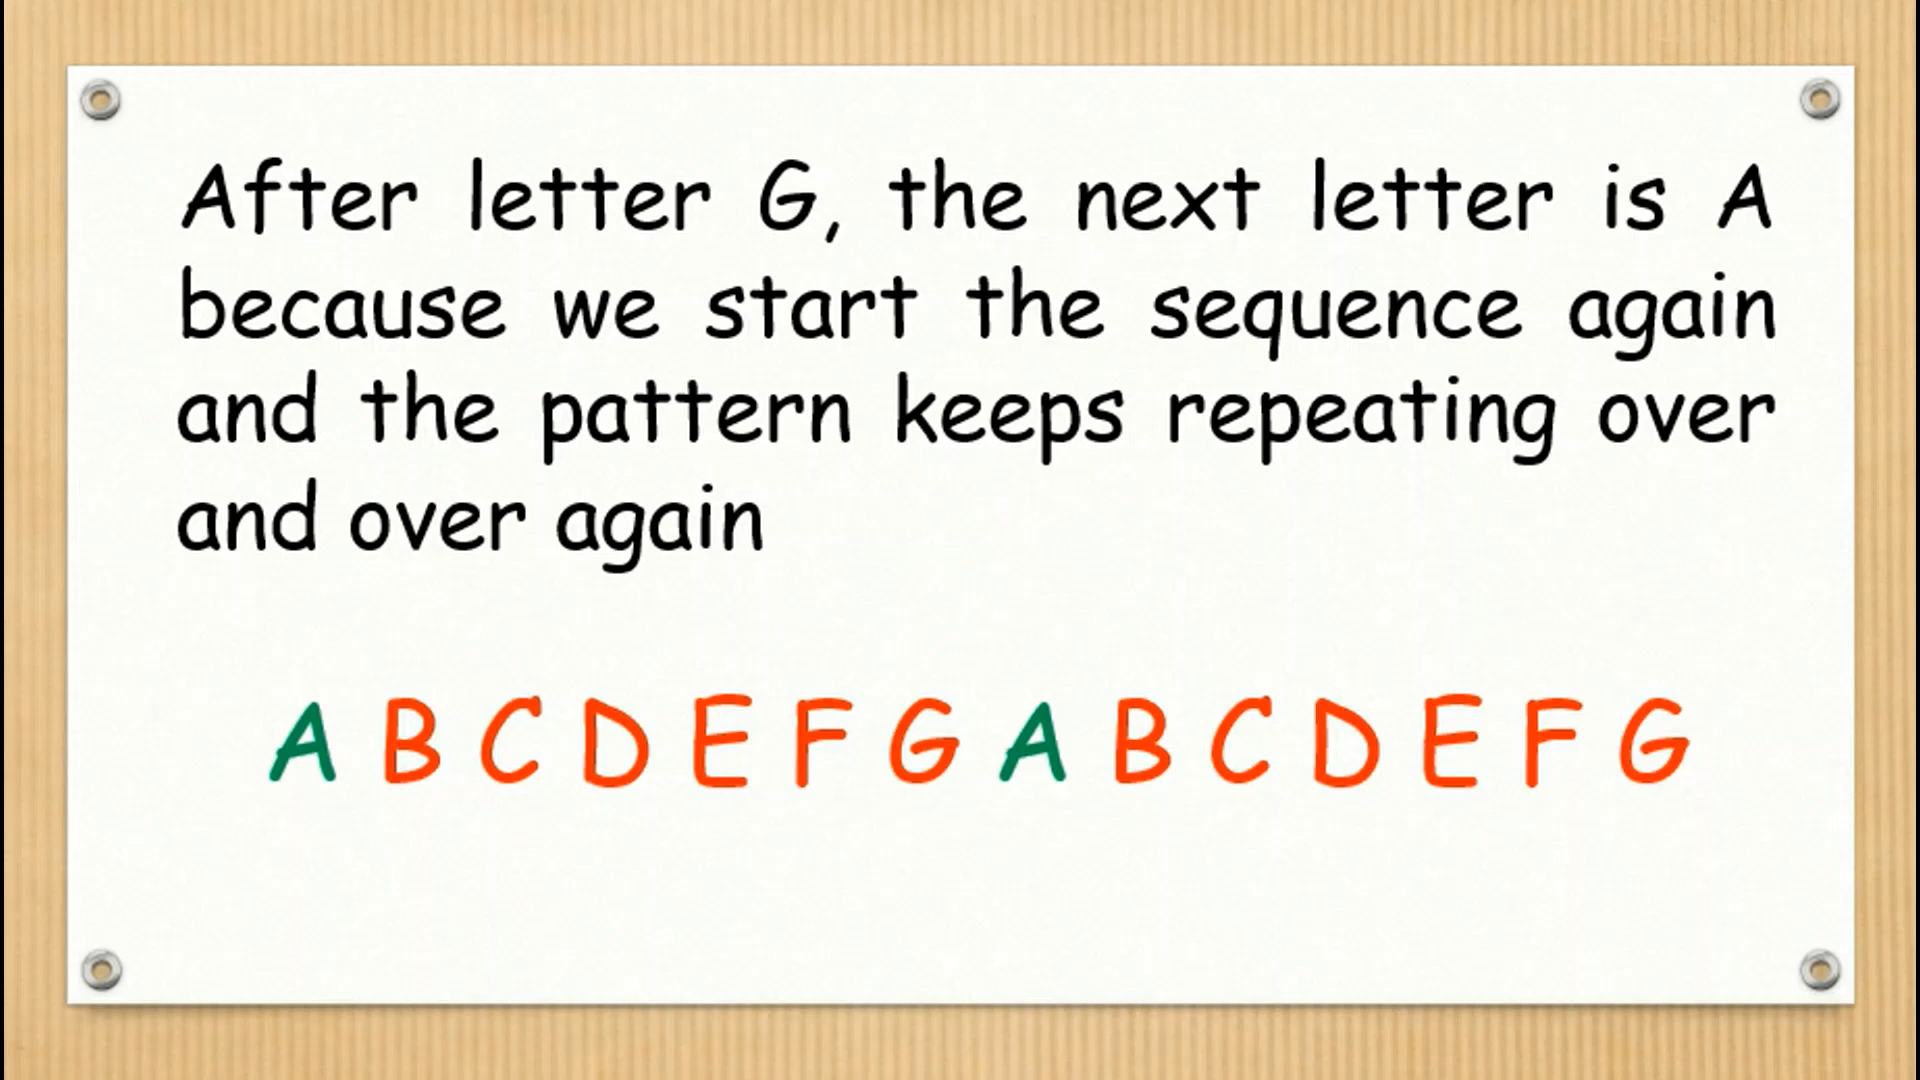 After letter G, the next letter is A
because we start the sequence again
and the pattern keeps repeating over
and over again
A B C D E F G A B C D E F G